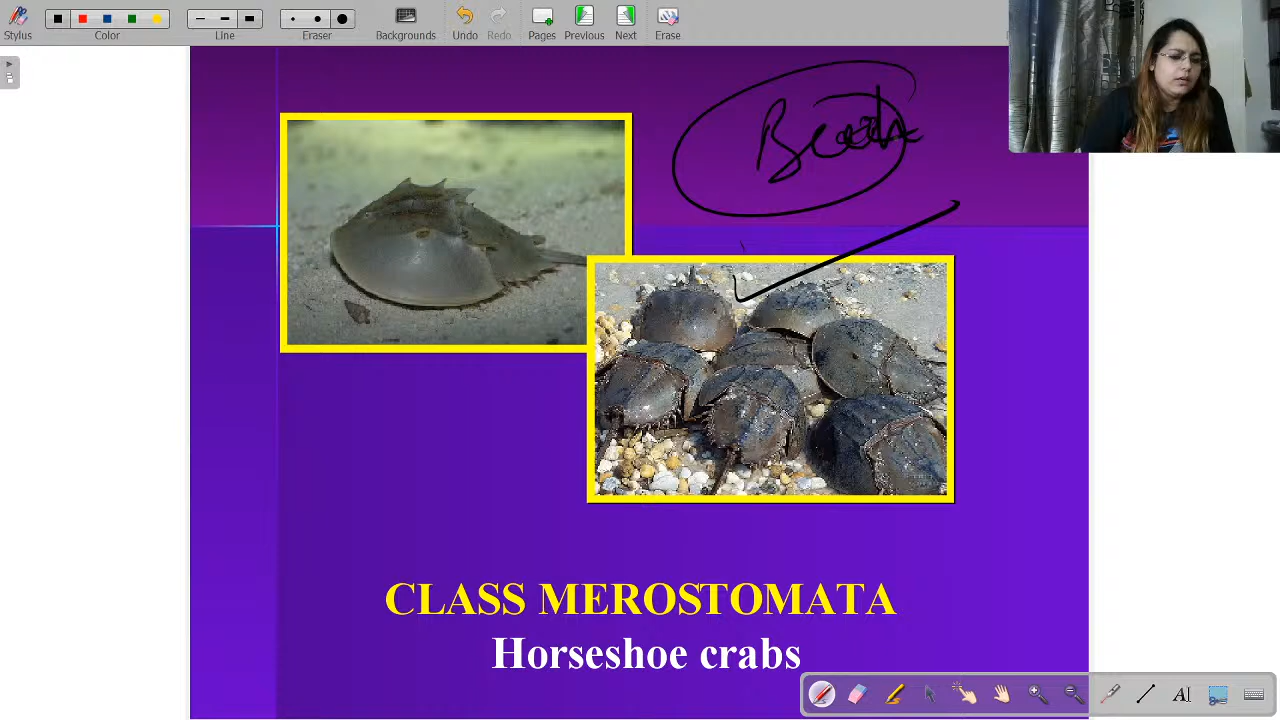 Stylus
Color
Line
Eraser
Backgrounds
Undo
Redo
Pages
Previous
Next
Erase
CLASS MEROSTOMATA
Horseshoe crabs